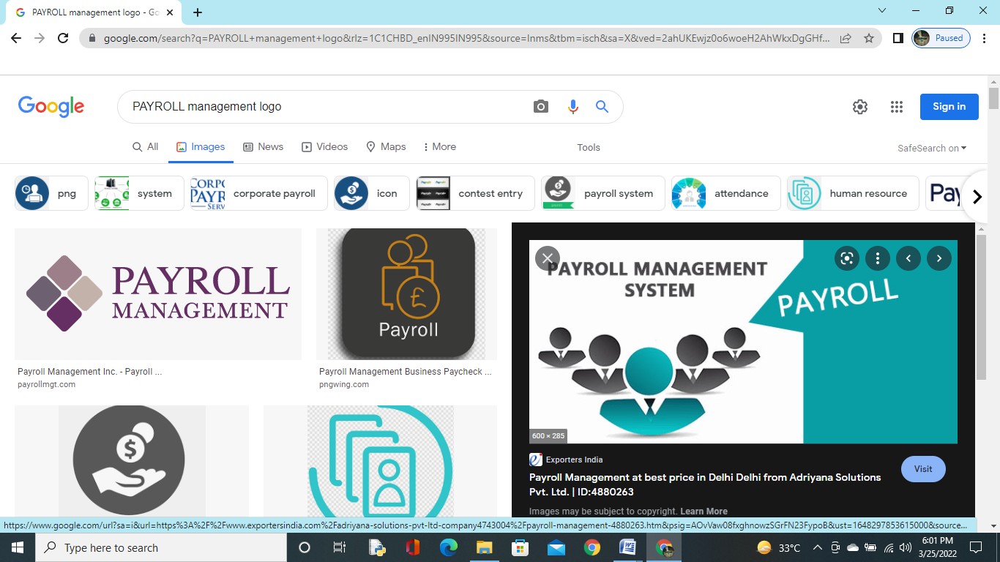 PAYROLL management logo - Go
google.com/search?q=PAYROLL+management+logo&rlz=1C1CHBD_enIN995IN995&source=lnms&tbm=isch&sa=X&ved=2ahUKEwjz0o6woeH2AhWkxDgGHf...
Paused
Google
PAYROLL management logo
Sign in
All
Images
News
Videos
Maps
More
Tools
SafeSearch on
png
system
CORPO
PAYR
SERV
corporate payroll
icon
contest entry
payroll system
attendance
human resource
Pay
PAYROLL
MANAGEMENT
Payroll Management Inc. - Payroll ...
payrollmgt.com
£
Payroll
Payroll Management Business Paycheck ...
pngwing.com
$
PAYROLL MANAGEMENT
SYSTEM
PAYROLL
600 × 285
Exporters India
Payroll Management at best price in Delhi Delhi from Adriyana Solutions
Pvt. Ltd. | ID:4880263
Visit
Images may be subject to copyright. Learn More
https://www.google.com/url?sa=i&url=https%3A%2F%2Fwww.exportersindia.com%2Fadriyana-solutions-pvt-ltd-company4743004%2Fpayroll-management-4880263.htm&psig=AOvVaw08fxghnowzSGrFN23FypoB&ust=1648297853615000&source...
Type here to search
33°C
6:01 PM
3/25/2022